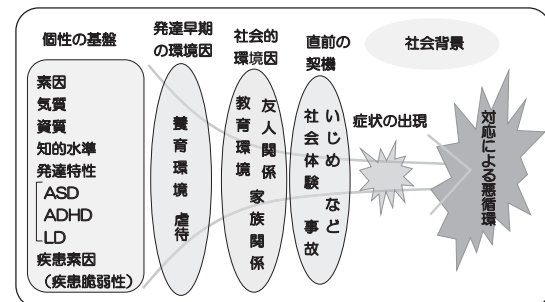 個性の基盤
素因
気質
資質
知的水準
発達特性
ASD
ADHD
LD
疾患素因
(疾患脆弱性)
発達早期
の環境因
養育環境 虐待
社会的
環境因
友人関係
教育環境 家族関係
直前の
契機
いじめ など
社会体験 事故
社会背景
症状の出現
対応による悪循環